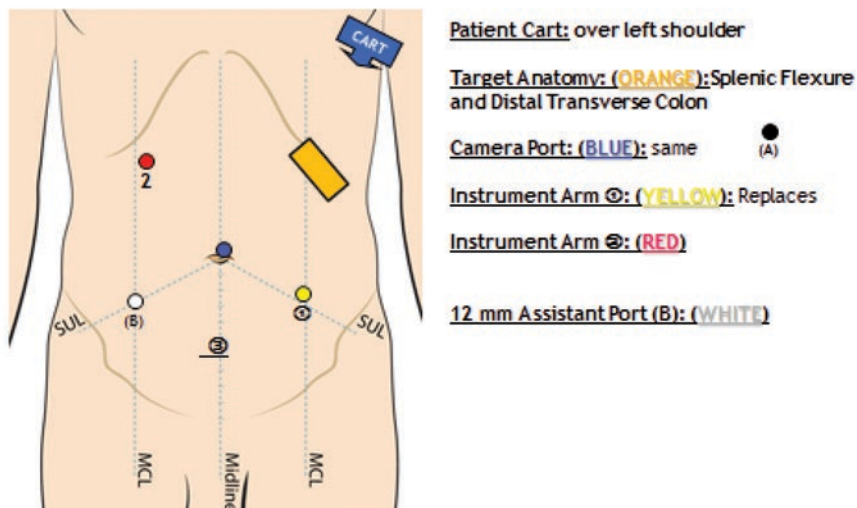 CART
Patient Cart: over left shoulder
Target Anatomy: (ORANGE):Splenic Flexure
and Distal Transverse Colon
Camera Port: (BLUE): same
(A)
Instrument Arm ①: (YELLOW): Replaces
Instrument Arm ②: (RED)
12 mm Assistant Port (B): (WHITE)
2
(B)
①
SUL
SUL
③
MCL
Midline
MCL